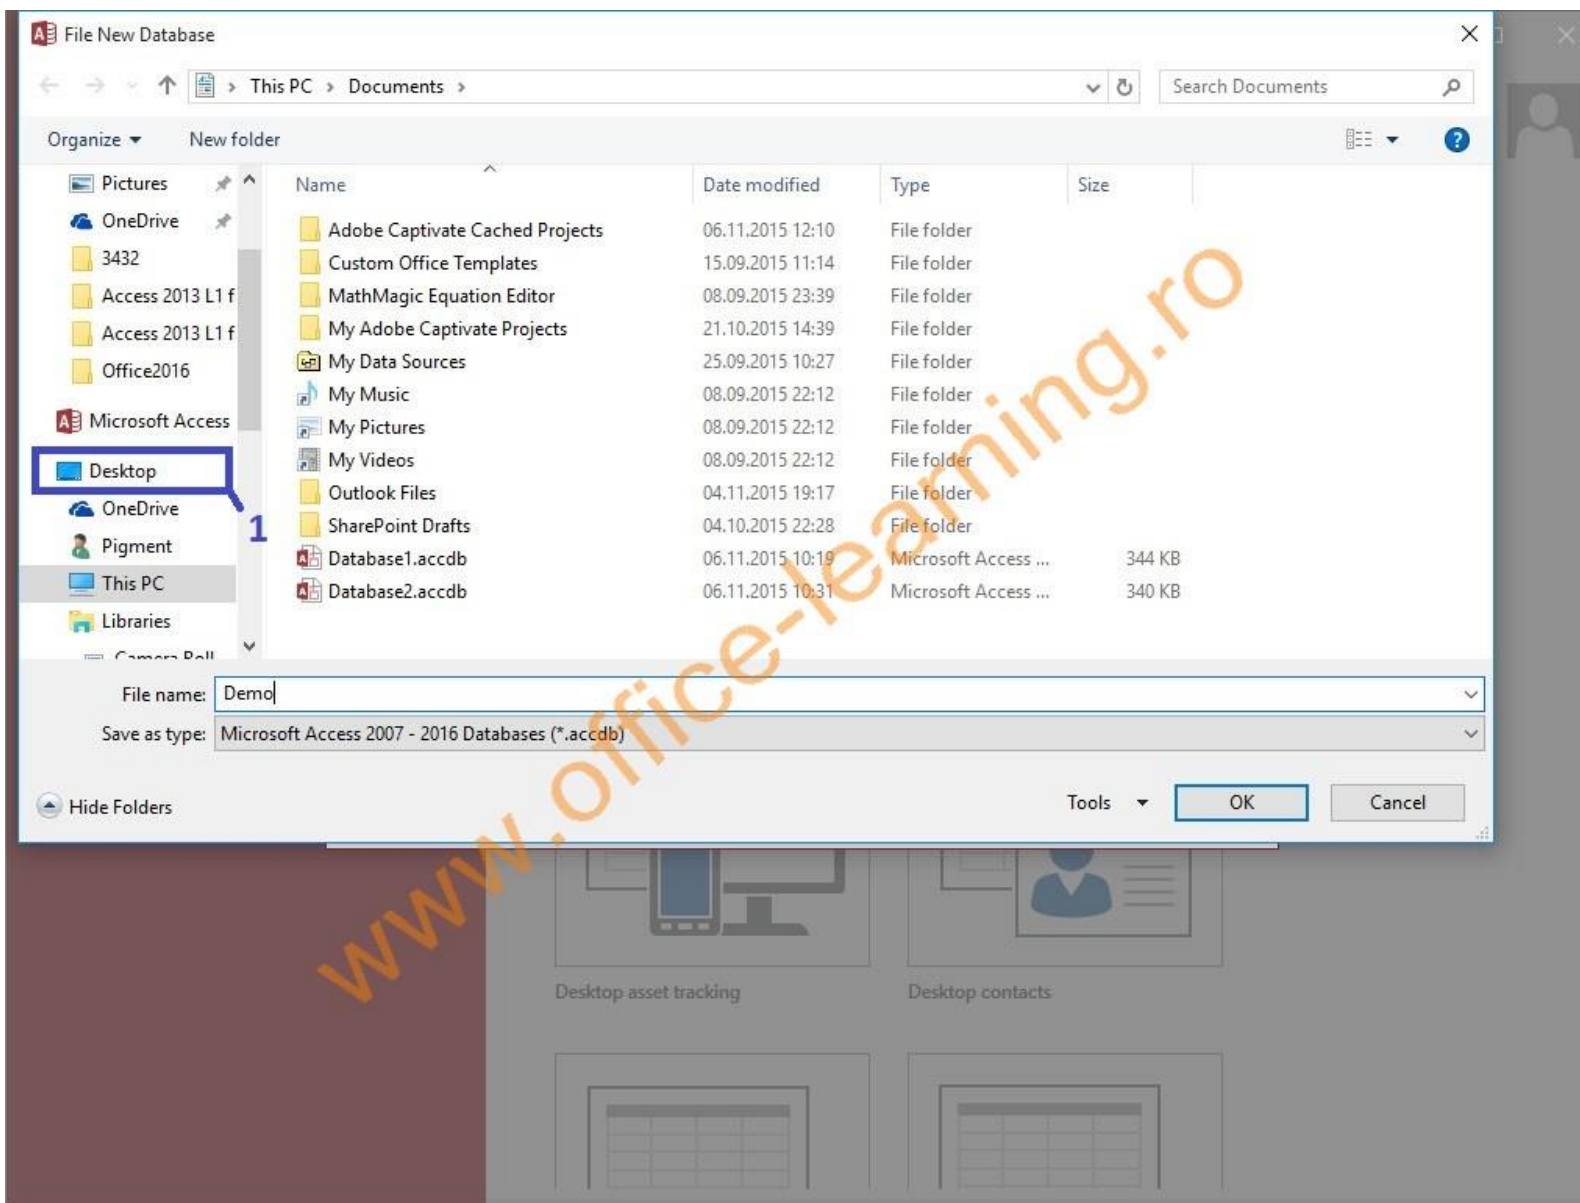 File New Database
This PC › Documents ›
Search Documents
Organize
New folder
Pictures
OneDrive
3432
Access 2013 L1 f
Access 2013 L1 f
Office2016
Microsoft Access
Desktop
1
OneDrive
Pigment
This PC
Libraries
Camera Roll
Name Date modified Type Size
Adobe Captivate Cached Projects 06.11.2015 12:10 File folder
Custom Office Templates 15.09.2015 11:14 File folder
MathMagic Equation Editor 08.09.2015 23:39 File folder
My Adobe Captivate Projects 21.10.2015 14:39 File folder
My Data Sources 25.09.2015 10:27 File folder
My Music 08.09.2015 22:12 File folder
My Pictures 08.09.2015 22:12 File folder
My Videos 08.09.2015 22:12 File folder
Outlook Files 04.11.2015 19:17 File folder
SharePoint Drafts 04.10.2015 22:28 File folder
Database1.accdb 06.11.2015 10:19 Microsoft Access ... 344 KB
Database2.accdb 06.11.2015 10:31 Microsoft Access ... 340 KB
File name: Demo
Save as type: Microsoft Access 2007 - 2016 Databases (*.accdb)
Hide Folders
Tools
OK
Cancel
Desktop asset tracking
Desktop contacts
www.office-learning.ro